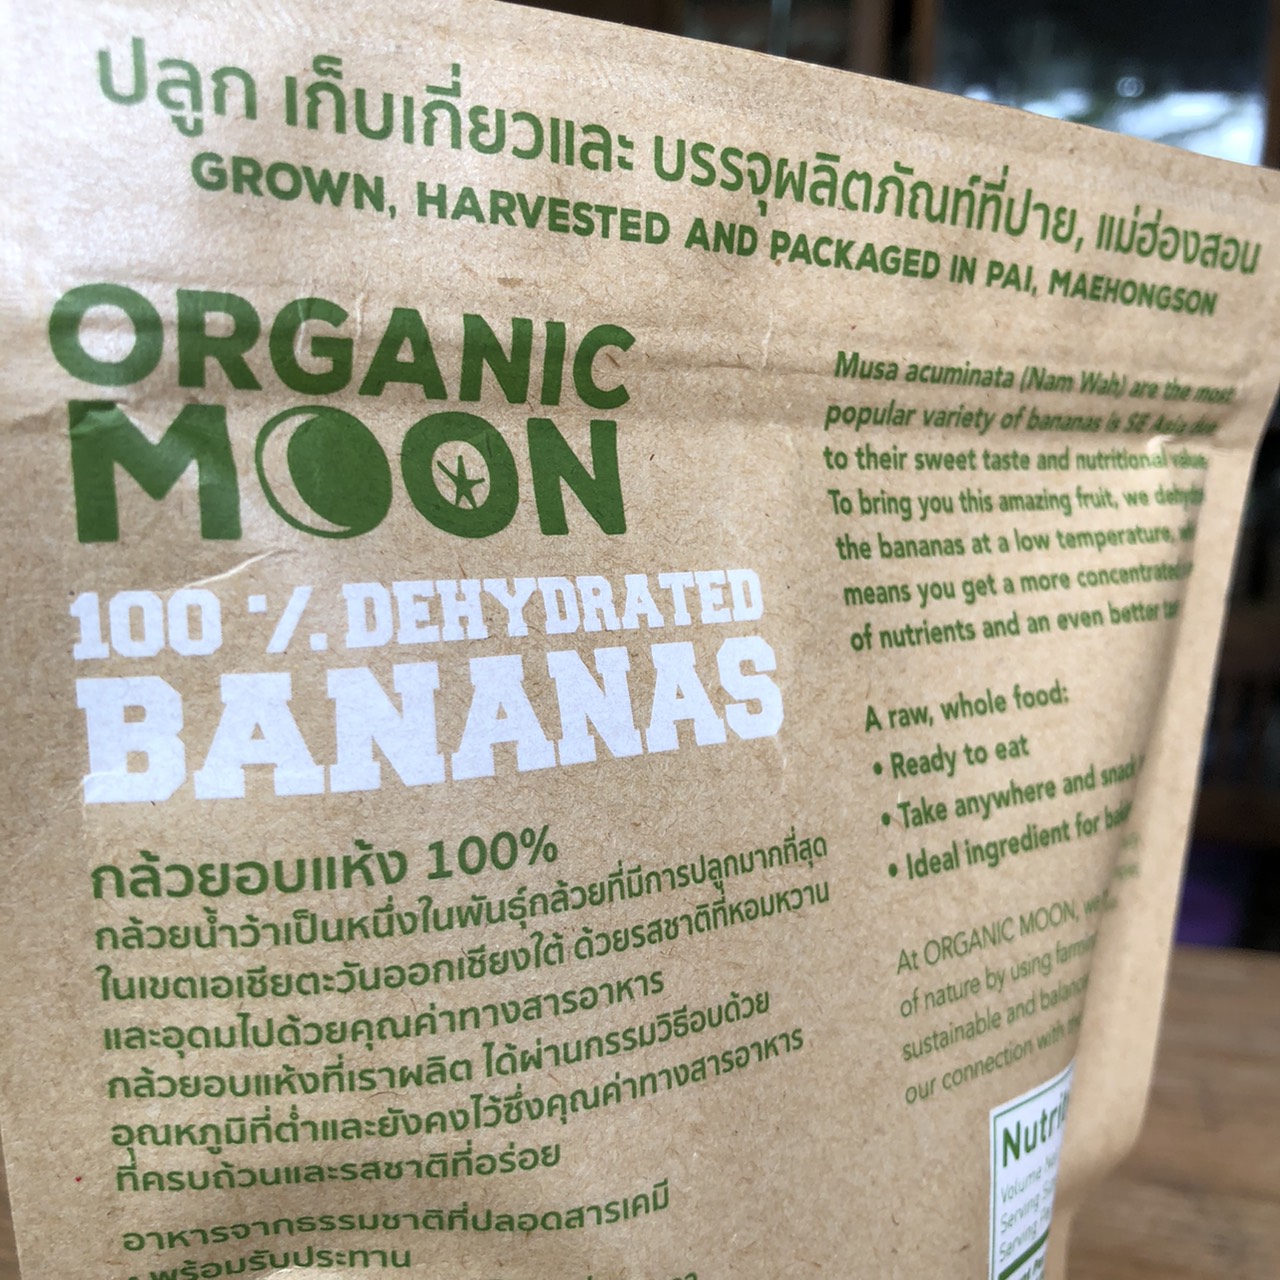 ปลูก เก็บเกี่ยวและ บรรจุผลิตภัณฑ์ที่ปาย, แม่ฮ่องสอน
GROWN, HARVESTED AND PACKAGED IN PAI, MAEHONGSON
ORGANIC
MOON
100 % DEHYDRATED
BANANAS
กล้วยอบแห้ง 100%
กล้วยน้ำว้าเป็นหนึ่งในพันธุ์กล้วยที่มีการปลูกมากที่สุด
ในเขตเอเชียตะวันออกเชียงใต้ ด้วยรสชาติที่หอมหวาน
และอุดมไปด้วยคุณค่าทางสารอาหาร
กล้วยอบแห้งที่เราผลิต ได้ผ่านกรรมวิธีอบด้วย
อุณหภูมิที่ต่ำและยังคงไว้ซึ่งคุณค่าทางสารอาหาร
ที่ครบถ้วนและรสชาติที่อร่อย
อาหารจากธรรมชาติที่ปลอดสารเคมี
พร้อมรับประทาน
Musa acuminata (Nam Wah) are the most
popular variety of bananas is SE Asia due
to their sweet taste and nutritional value.
To bring you this amazing fruit, we
the bananas at a low temperature,
means you get a more concentrated
of nutrients and an even better
A raw, whole food:
• Ready to eat
• Take anywhere and snack
• Ideal ingredient for
At ORGANIC MOON,
of nature by using
sustainable and
our connection with
Volume
Serving
Serving